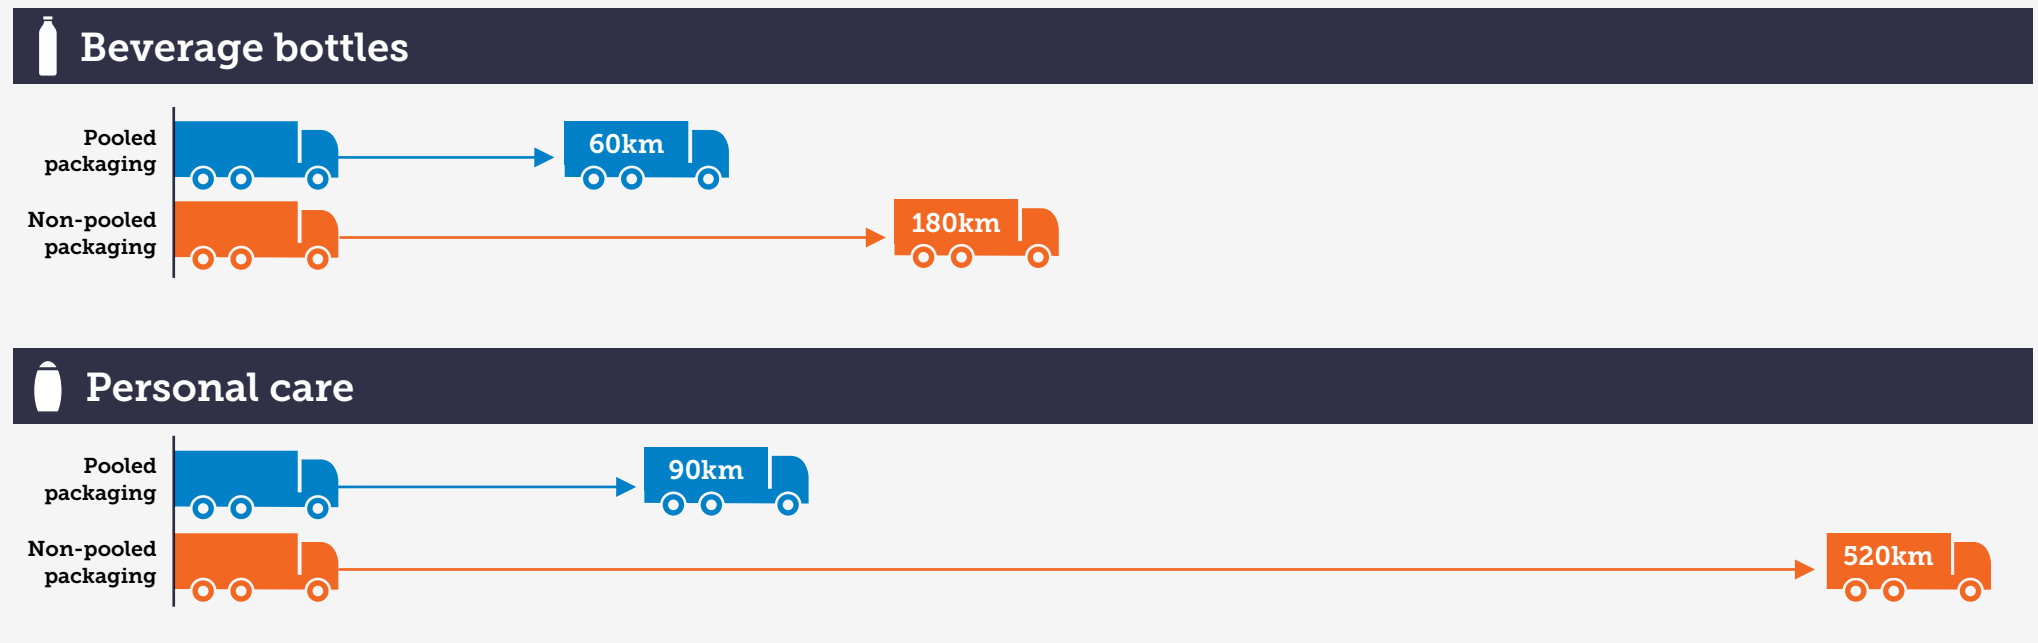 Beverage bottles
Pooled
packaging
60km
Non-pooled
packaging
180km
Personal care
Pooled
packaging
90km
Non-pooled
packaging
520km